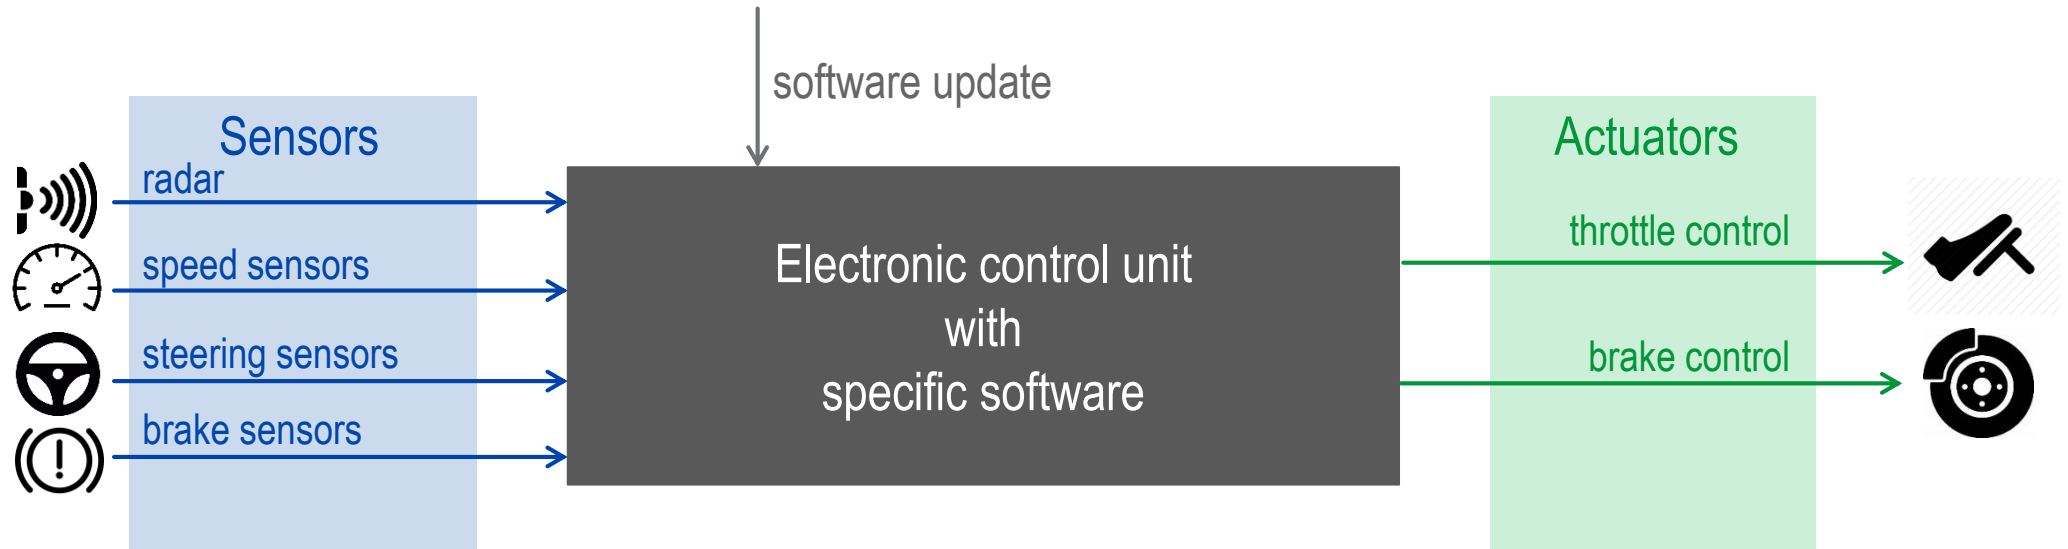 software update
Sensors
radar
speed sensors
steering sensors
brake sensors
Electronic control unit
with
specific software
Actuators
throttle control
brake control